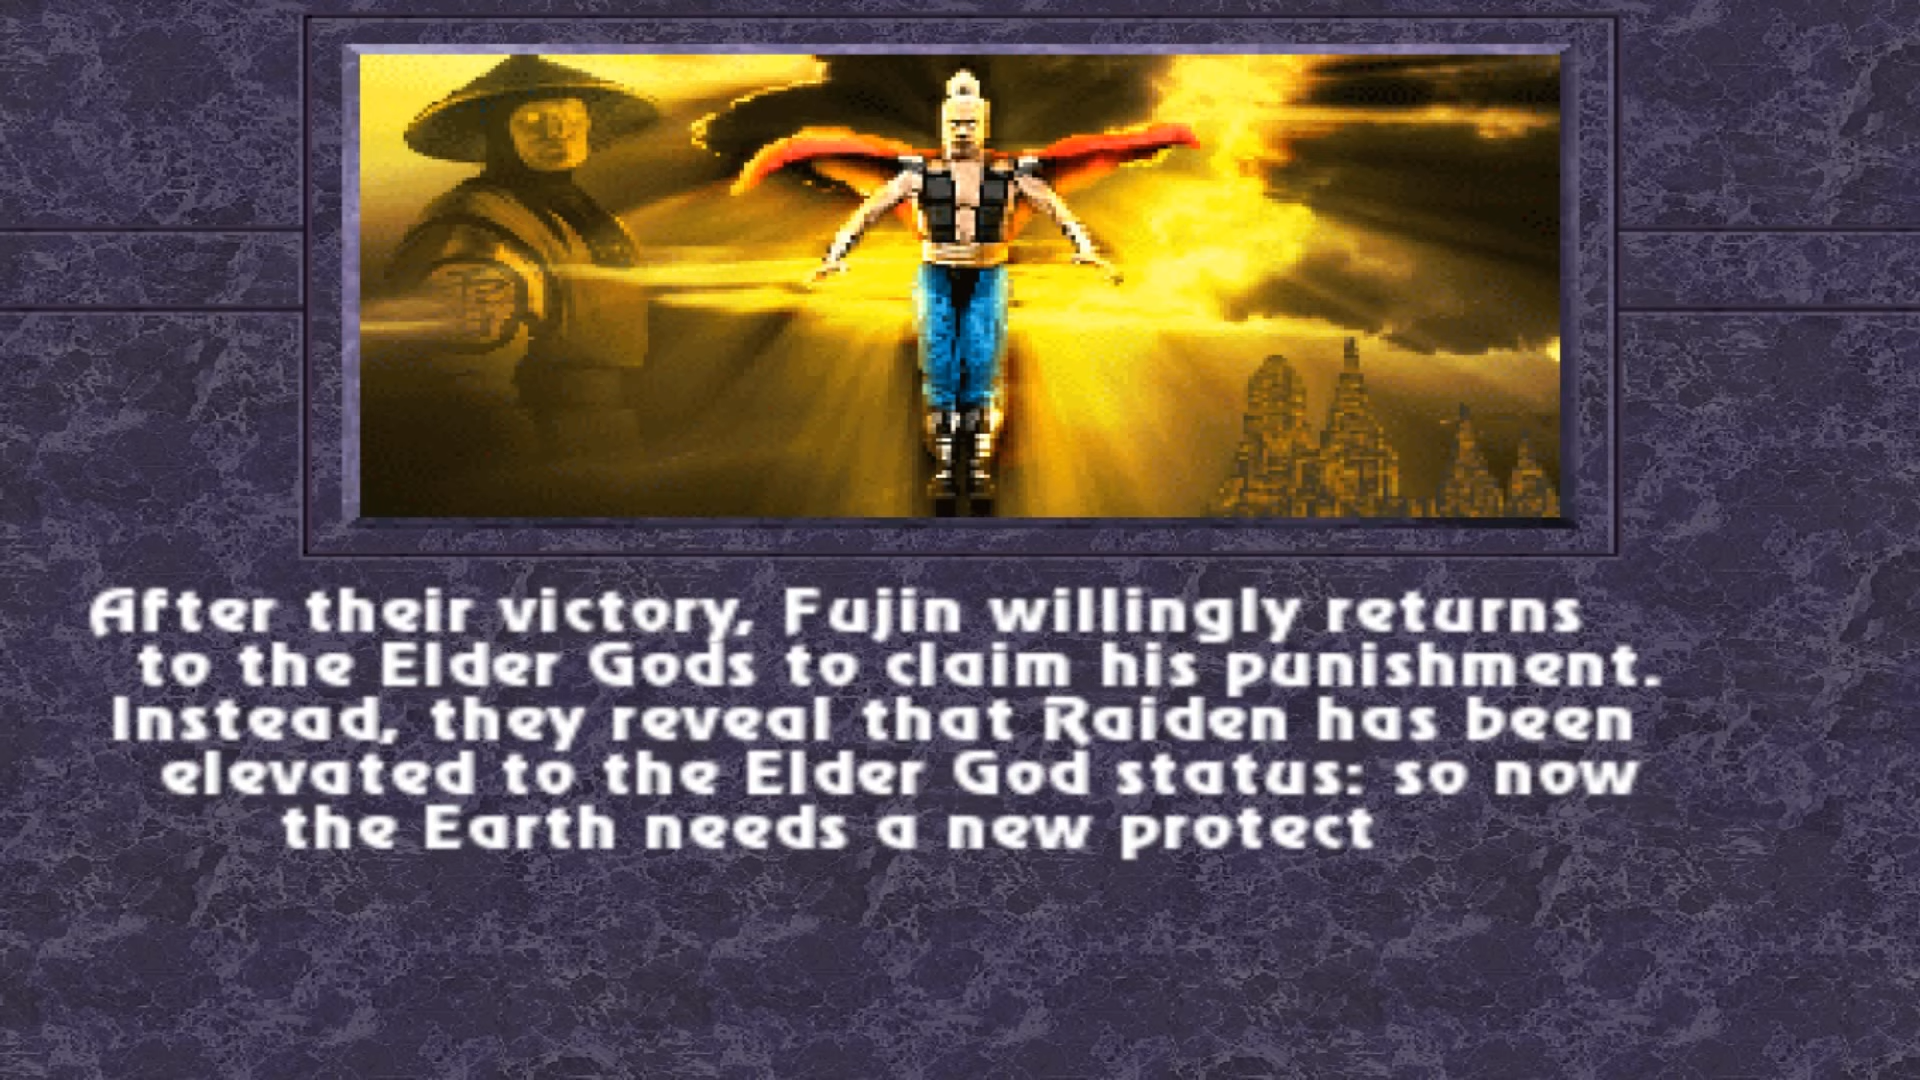 After their victory, Fujin willingly returns
to the Elder Gods to claim his punishment.
Instead, they reveal that Raiden has been
elevated to the Elder God status: so now
the Earth needs a new protect